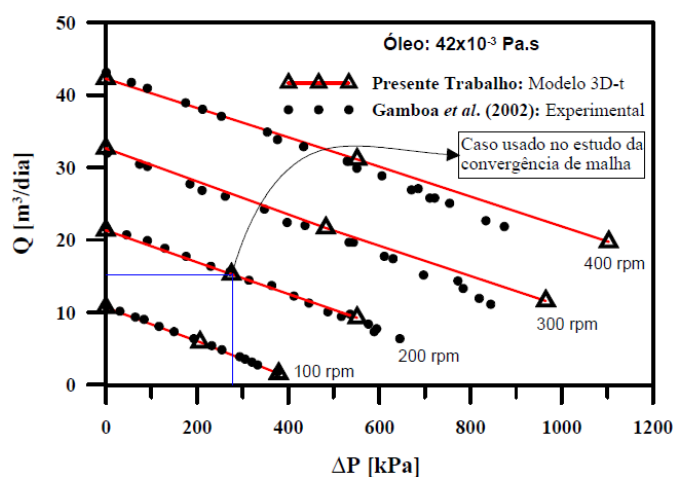 Óleo: 42x10⁻³ Pa.s
Presente Trabalho: Modelo 3D-t
Gamboa et al. (2002): Experimental
Caso usado no estudo da
convergência de malha
Q [m³/dia]
50
40
30
20
10
0
400 rpm
300 rpm
200 rpm
100 rpm
0 200 400 600 800 1000 1200
ΔP [kPa]